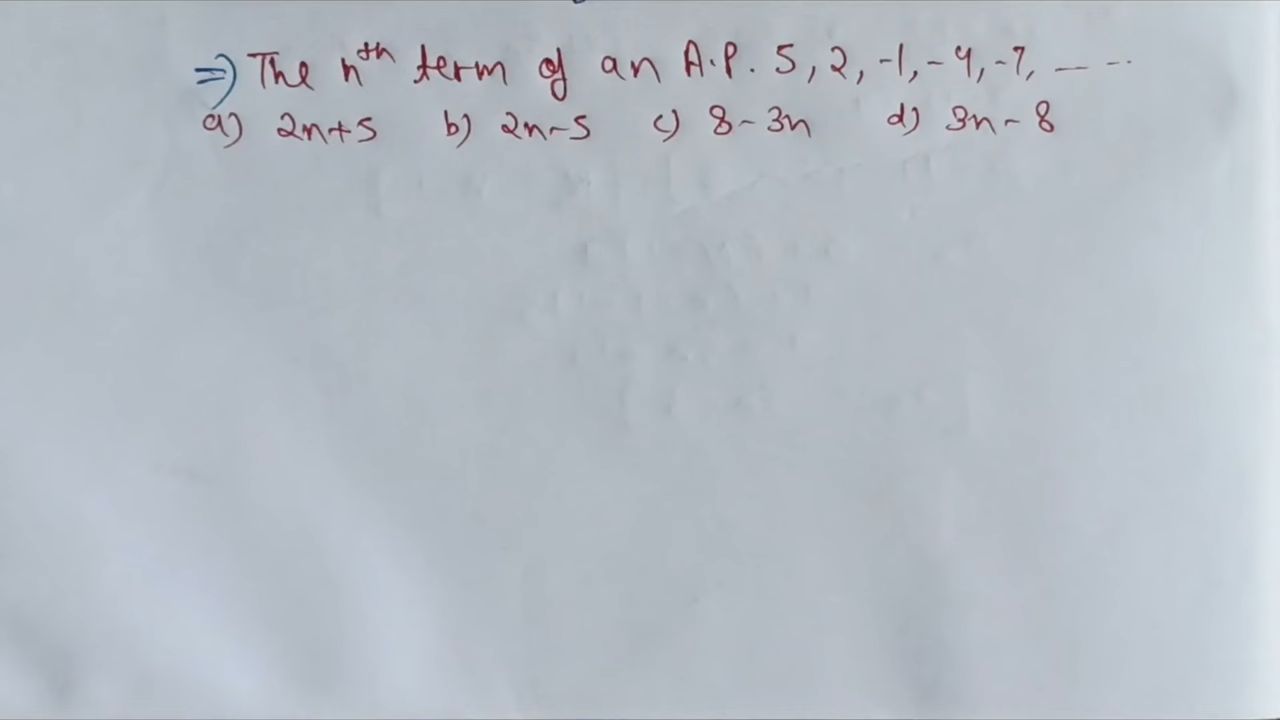 ⇒ The nᵗʰ term of an A.P. 5, 2, -1, -4, -7, — - -
a) 2n+5 b) 2n-5 c) 8-3n d) 3n-8